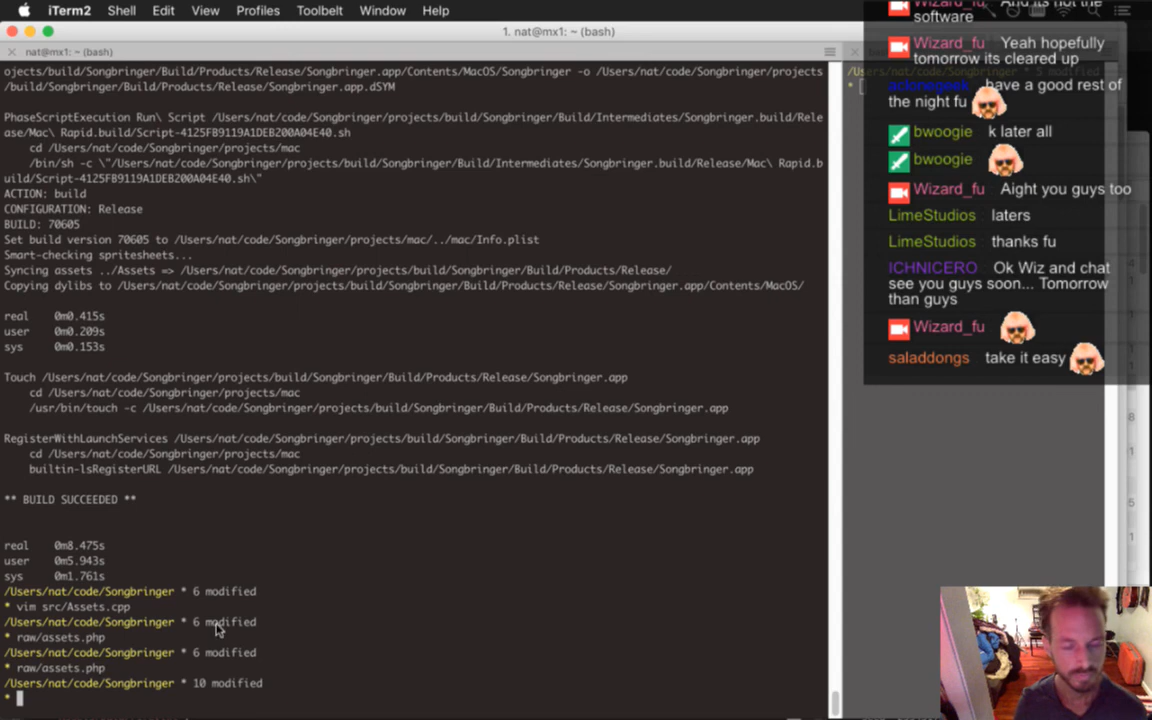 iTerm2 Shell Edit View Profiles Toolbelt Window Help
1. nat@mx1: ~ (bash)
nat@mx1: ~ (bash)
ojects/build/Songbringer/Build/Products/Release/Songbringer.app/Contents/MacOS/Songbringer -o /Users/nat/code/Songbringer/projects
/build/Songbringer/Build/Products/Release/Songbringer.app.dSYM
PhaseScriptExecution Run\ Script /Users/nat/code/Songbringer/projects/build/Songbringer/Build/Intermediates/Songbringer.build/Rele
ase/Mac\ Rapid.build/Script-4125FB9119A1DEB200A04E40.sh
cd /Users/nat/code/Songbringer/projects/mac
/bin/sh -c \"/Users/nat/code/Songbringer/projects/build/Songbringer/Build/Intermediates/Songbringer.build/Release/Mac\ Rapid.b
uild/Script-4125FB9119A1DEB200A04E40.sh\"
ACTION: build
CONFIGURATION: Release
BUILD: 70605
Set build version 70605 to /Users/nat/code/Songbringer/projects/mac/../mac/Info.plist
Smart-checking spritesheets...
Syncing assets ../Assets => /Users/nat/code/Songbringer/projects/build/Songbringer/Build/Products/Release/
Copying dylibs to /Users/nat/code/Songbringer/projects/build/Songbringer/Build/Products/Release/Songbringer.app/Contents/MacOS/
real 0m0.415s
user 0m0.209s
sys 0m0.153s
Touch /Users/nat/code/Songbringer/projects/build/Songbringer/Build/Products/Release/Songbringer.app
cd /Users/nat/code/Songbringer/projects/mac
/usr/bin/touch -c /Users/nat/code/Songbringer/projects/build/Songbringer/Build/Products/Release/Songbringer.app
RegisterWithLaunchServices /Users/nat/code/Songbringer/projects/build/Songbringer/Build/Products/Release/Songbringer.app
cd /Users/nat/code/Songbringer/projects/mac
builtin-lsRegisterURL /Users/nat/code/Songbringer/projects/build/Songbringer/Build/Products/Release/Songbringer.app
** BUILD SUCCEEDED **
real 0m8.475s
user 0m5.943s
sys 0m1.761s
/Users/nat/code/Songbringer * 6 modified
* vim src/Assets.cpp
/Users/nat/code/Songbringer * 6 modified
* raw/assets.php
/Users/nat/code/Songbringer * 6 modified
* raw/assets.php
/Users/nat/code/Songbringer * 10 modified
*
software
Wizard_fu Yeah hopefully
tomorrow its cleared up
have a good rest of
the night fu
bwoogie k later all
bwoogie
Wizard_fu Aight you guys too
LimeStudios laters
LimeStudios thanks fu
ICHNICERO Ok Wiz and chat
see you guys soon... Tomorrow
than guys
Wizard_fu
saladdongs take it easy